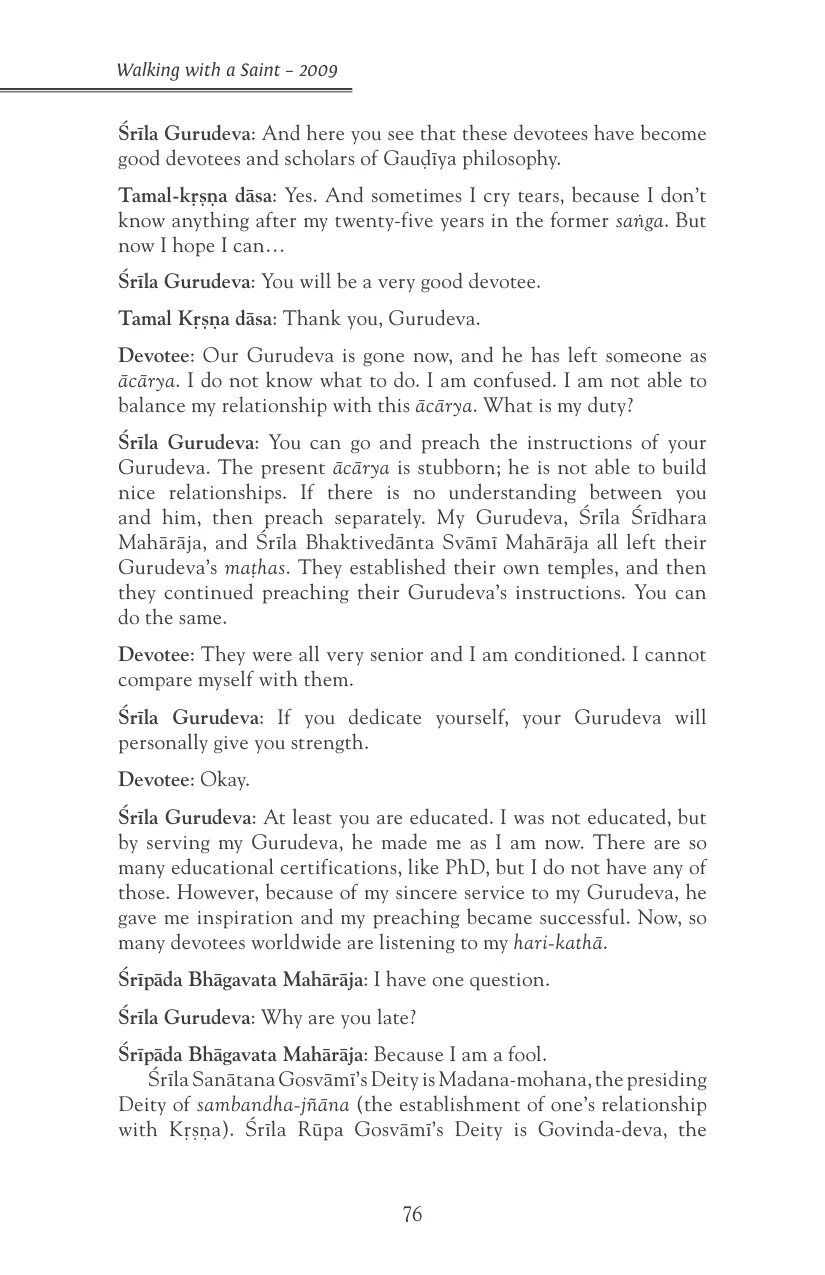 Walking with a Saint – 2009
Śrīla Gurudeva: And here you see that these devotees have become
good devotees and scholars of Gauḍīya philosophy.
Tamal-kṛṣṇa dāsa: Yes. And sometimes I cry tears, because I don't
know anything after my twenty-five years in the former saṅga. But
now I hope I can…
Śrīla Gurudeva: You will be a very good devotee.
Tamal Kṛṣṇa dāsa: Thank you, Gurudeva.
Devotee: Our Gurudeva is gone now, and he has left someone as
ācārya. I do not know what to do. I am confused. I am not able to
balance my relationship with this ācārya. What is my duty?
Śrīla Gurudeva: You can go and preach the instructions of your
Gurudeva. The present ācārya is stubborn; he is not able to build
nice relationships. If there is no understanding between you
and him, then preach separately. My Gurudeva, Śrīla Śrīdhara
Mahārāja, and Śrīla Bhaktivedānta Svāmī Mahārāja all left their
Gurudeva's maṭhas. They established their own temples, and then
they continued preaching their Gurudeva's instructions. You can
do the same.
Devotee: They were all very senior and I am conditioned. I cannot
compare myself with them.
Śrīla Gurudeva: If you dedicate yourself, your Gurudeva will
personally give you strength.
Devotee: Okay.
Śrīla Gurudeva: At least you are educated. I was not educated, but
by serving my Gurudeva, he made me as I am now. There are so
many educational certifications, like PhD, but I do not have any of
those. However, because of my sincere service to my Gurudeva, he
gave me inspiration and my preaching became successful. Now, so
many devotees worldwide are listening to my hari-kathā.
Śrīpāda Bhāgavata Mahārāja: I have one question.
Śrīla Gurudeva: Why are you late?
Śrīpāda Bhāgavata Mahārāja: Because I am a fool.
Śrīla Sanātana Gosvāmī's Deity is Madana-mohana, the presiding
Deity of sambandha-jñāna (the establishment of one's relationship
with Kṛṣṇa). Śrīla Rūpa Gosvāmī's Deity is Govinda-deva, the
76